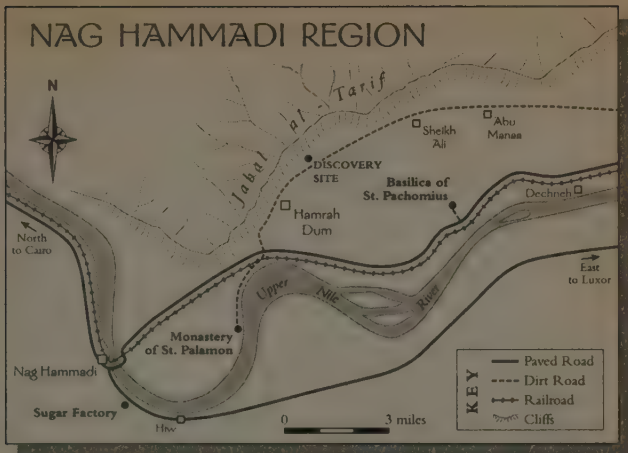 NAG HAMMADI REGION
N
Jabal al-Tarif
Sheikh
Ali
Abu
Manaa
DISCOVERY
SITE
Basilica of
St. Pachomius
Dechneh
Hamrah
Dum
North
to Cairo
East
to Luxor
Upper Nile River
Monastery
of St. Palamon
Nag Hammadi
Sugar Factory
Hiw
0 3 miles
KEY
Paved Road
Dirt Road
Railroad
Cliffs